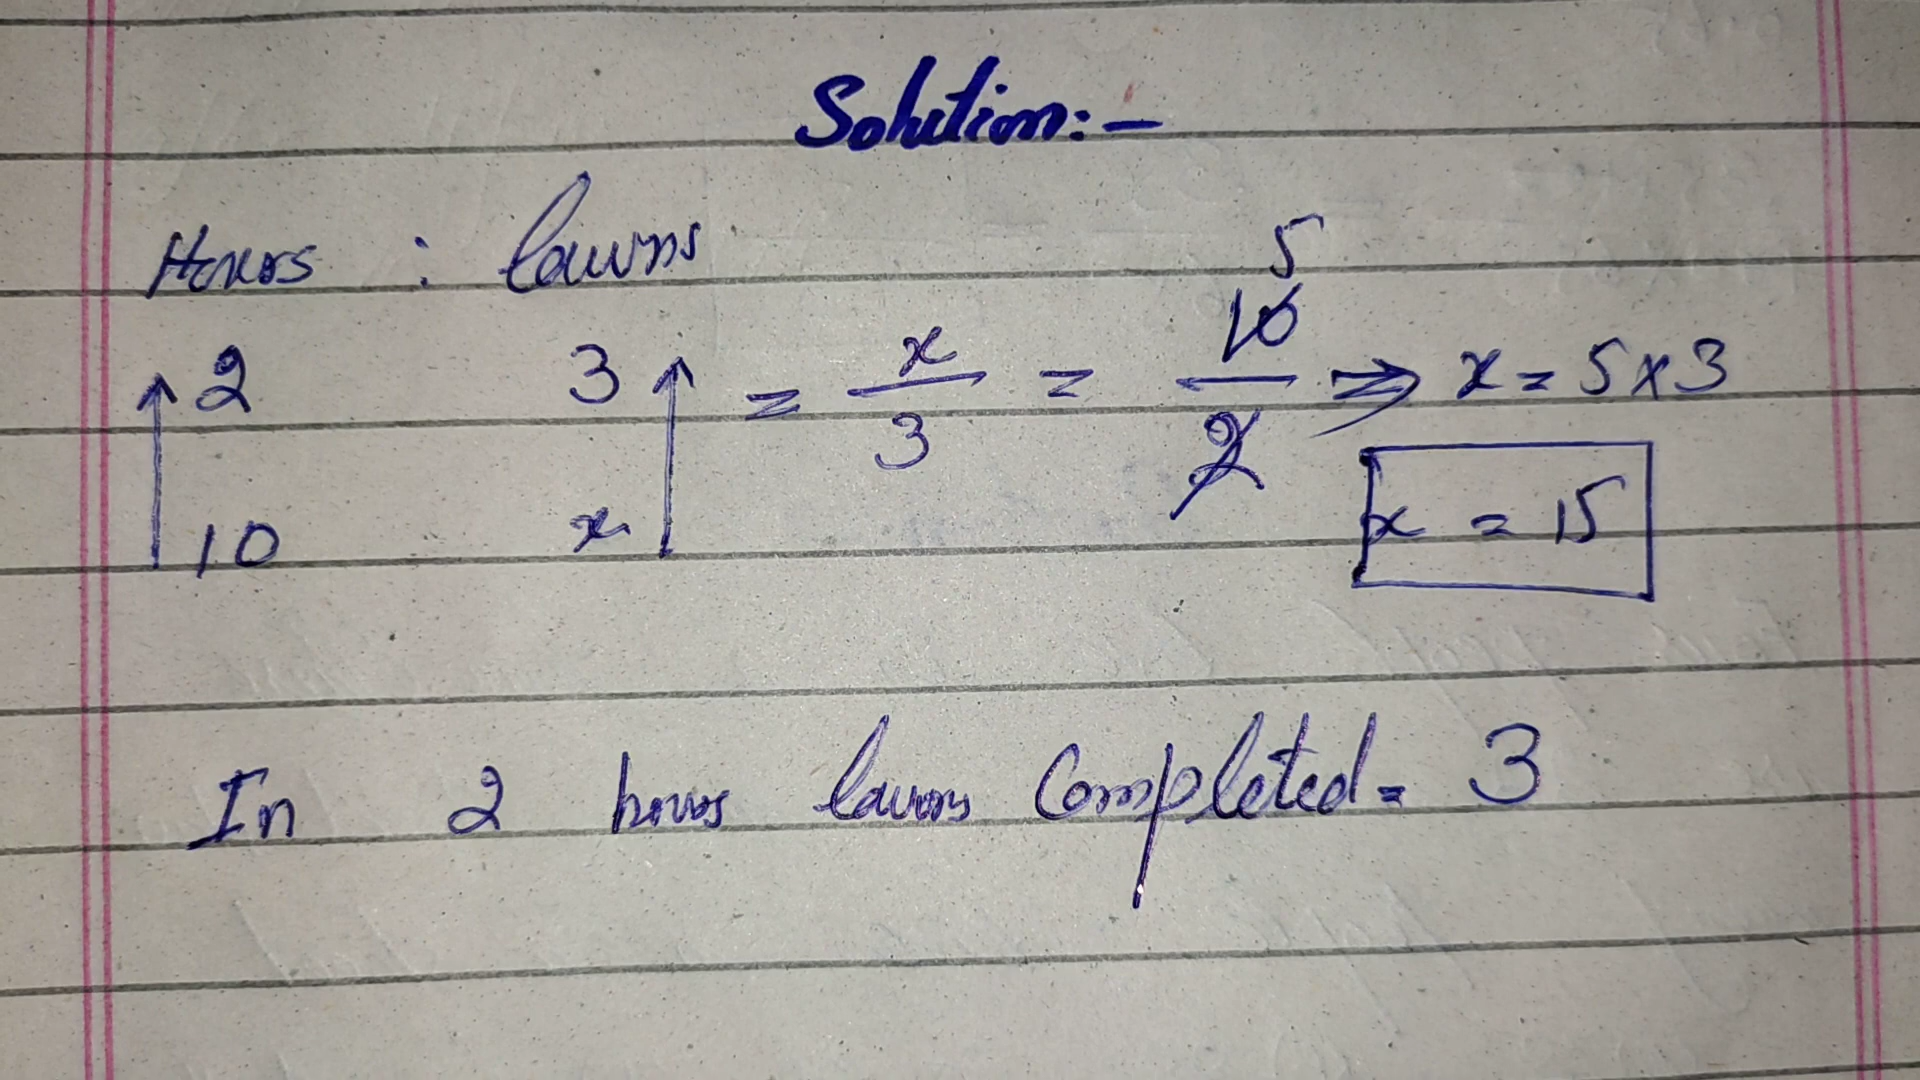 Solution:-
Hours : lawns
↑ 2 3 ↑ = x/3 = 10/2 5 ⇒ x = 5×3
10 x x = 15
In 2 hours lawns Completed = 3